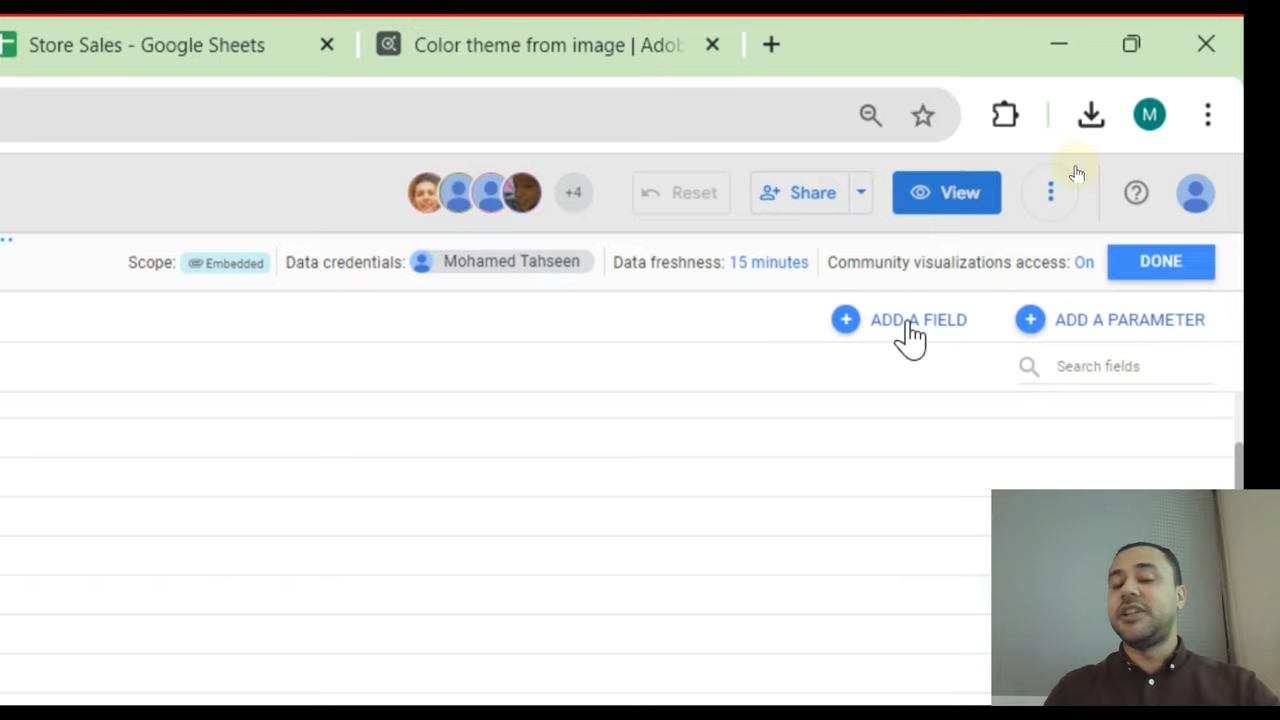 Store Sales - Google Sheets
Color theme from image | Adob
M
+4
Reset
Share
View
Scope: Embedded
Data credentials: Mohamed Tahseen
Data freshness: 15 minutes
Community visualizations access: On
DONE
ADD A FIELD
ADD A PARAMETER
Search fields